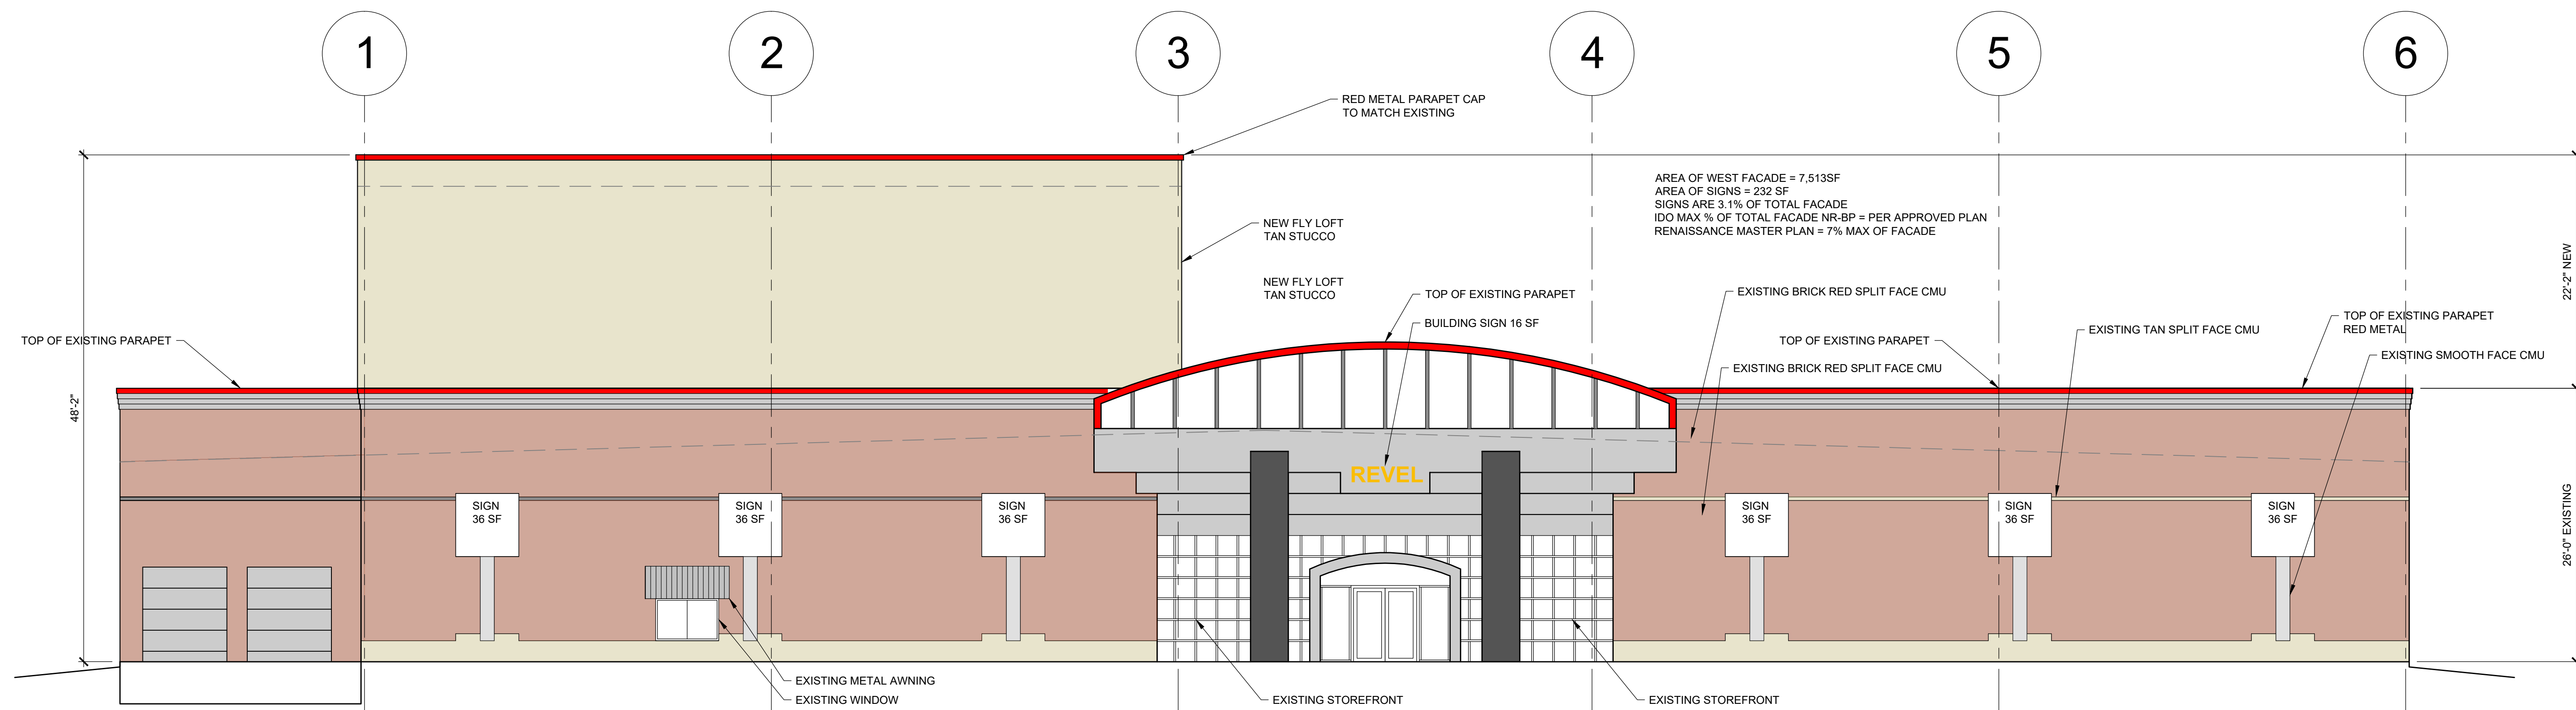 1
2
3
4
5
6
RED METAL PARAPET CAP
TO MATCH EXISTING
AREA OF WEST FACADE = 7,513SF
AREA OF SIGNS = 232 SF
SIGNS ARE 3.1% OF TOTAL FACADE
IDO MAX % OF TOTAL FACADE NR-BP = PER APPROVED PLAN
RENAISSANCE MASTER PLAN = 7% MAX OF FACADE
NEW FLY LOFT
TAN STUCCO
NEW FLY LOFT
TAN STUCCO
22'-2" NEW
TOP OF EXISTING PARAPET
BUILDING SIGN 16 SF
EXISTING BRICK RED SPLIT FACE CMU
TOP OF EXISTING PARAPET
RED METAL
EXISTING TAN SPLIT FACE CMU
TOP OF EXISTING PARAPET
TOP OF EXISTING PARAPET
EXISTING SMOOTH FACE CMU
EXISTING BRICK RED SPLIT FACE CMU
48'-2"
REVEL
SIGN
36 SF
SIGN
36 SF
SIGN
36 SF
SIGN
36 SF
SIGN
36 SF
SIGN
36 SF
26'-0" EXISTING
EXISTING METAL AWNING
EXISTING WINDOW
EXISTING STOREFRONT
EXISTING STOREFRONT